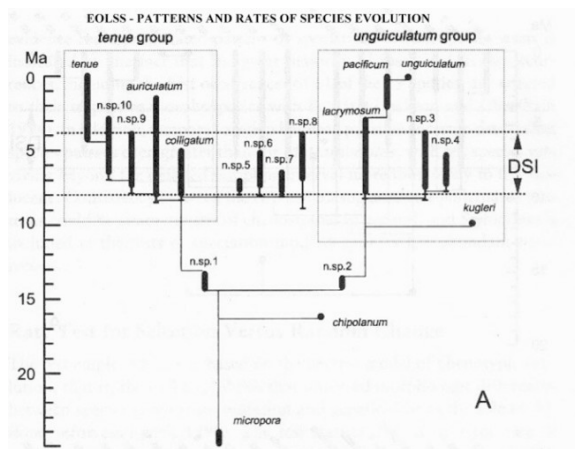 EOLSS - PATTERNS AND RATES OF SPECIES EVOLUTION
tenue group
unguiculatum group
Ma
tenue
pacificum
unguiculatum
0
auriculatum
n.sp.10
n.sp.9
lacrymosum
n.sp.8
n.sp.3
colligatum
n.sp.6
n.sp.4
5
n.sp.5
n.sp.7
DSI
kugleri
10
n.sp.1
n.sp.2
15
chipolanum
20
A
micropora